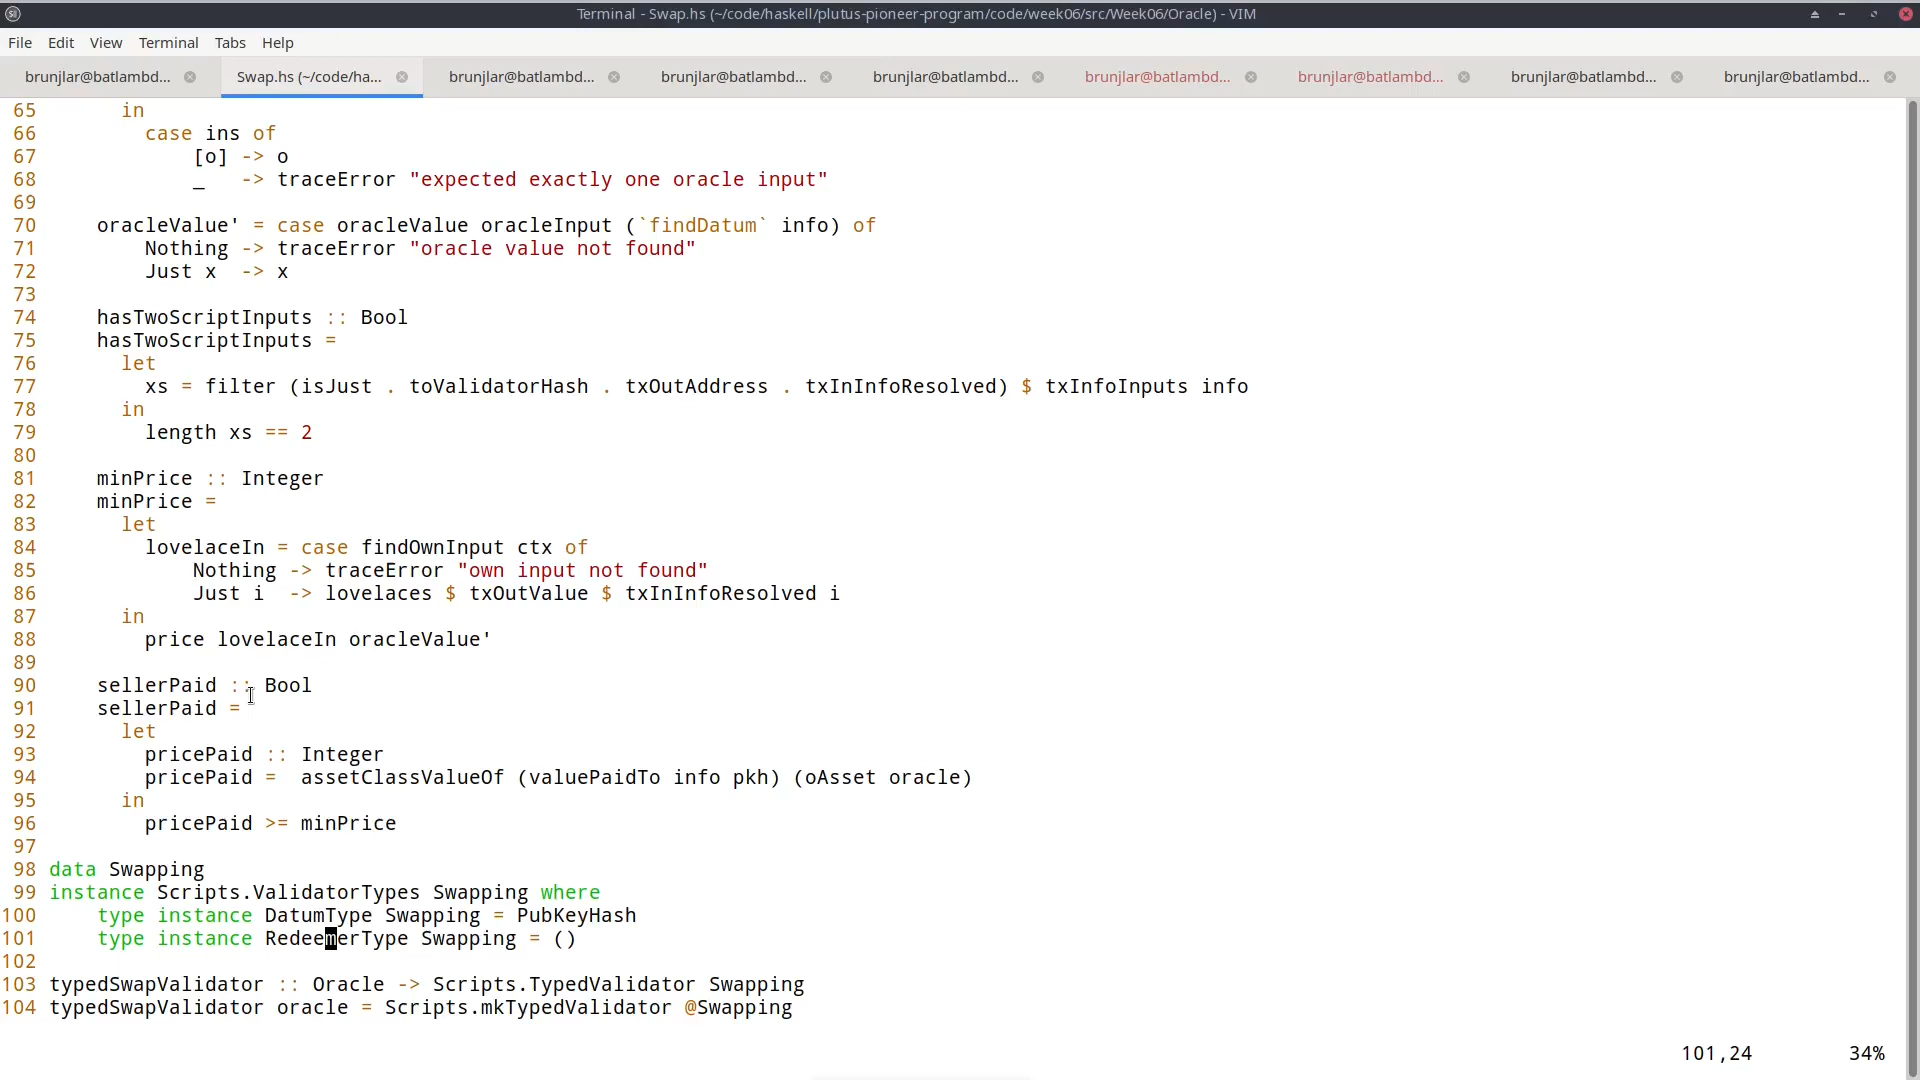 Terminal - Swap.hs (~/code/haskell/plutus-pioneer-program/code/week06/src/Week06/Oracle) - VIM
File Edit View Terminal Tabs Help
brunjlar@batlambd... Swap.hs (~/code/ha... brunjlar@batlambd... brunjlar@batlambd... brunjlar@batlambd... brunjlar@batlambd... brunjlar@batlambd... brunjlar@batlambd... brunjlar@batlambd...
65       in
66         case ins of
67             [o] -> o
68             _   -> traceError "expected exactly one oracle input"
69
70     oracleValue' = case oracleValue oracleInput (`findDatum` info) of
71         Nothing -> traceError "oracle value not found"
72         Just x  -> x
73
74     hasTwoScriptInputs :: Bool
75     hasTwoScriptInputs =
76       let
77         xs = filter (isJust . toValidatorHash . txOutAddress . txInInfoResolved) $ txInfoInputs info
78       in
79         length xs == 2
80
81     minPrice :: Integer
82     minPrice =
83       let
84         lovelaceIn = case findOwnInput ctx of
85             Nothing -> traceError "own input not found"
86             Just i  -> lovelaces $ txOutValue $ txInInfoResolved i
87       in
88         price lovelaceIn oracleValue'
89
90     sellerPaid :: Bool
91     sellerPaid =
92       let
93         pricePaid :: Integer
94         pricePaid =  assetClassValueOf (valuePaidTo info pkh) (oAsset oracle)
95       in
96         pricePaid >= minPrice
97
98 data Swapping
99 instance Scripts.ValidatorTypes Swapping where
100     type instance DatumType Swapping = PubKeyHash
101     type instance RedeemerType Swapping = ()
102
103 typedSwapValidator :: Oracle -> Scripts.TypedValidator Swapping
104 typedSwapValidator oracle = Scripts.mkTypedValidator @Swapping
101,24 34%